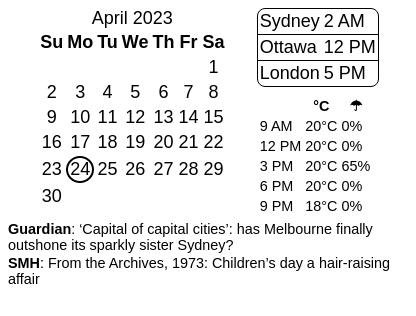 April 2023
Su Mo Tu We Th Fr Sa
1
2 3 4 5 6 7 8
9 10 11 12 13 14 15
16 17 18 19 20 21 22
23 24 25 26 27 28 29
30
Sydney 2 AM
Ottawa 12 PM
London 5 PM
°C ☂
9 AM 20°C 0%
12 PM 20°C 0%
3 PM 20°C 65%
6 PM 20°C 0%
9 PM 18°C 0%
Guardian: ‘Capital of capital cities’: has Melbourne finally
outshone its sparkly sister Sydney?
SMH: From the Archives, 1973: Children’s day a hair-raising
affair